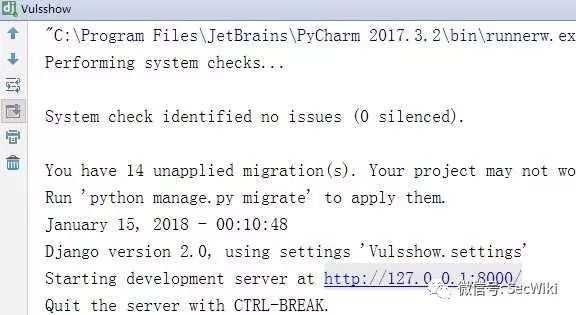 dj Vulsshow
"C:\Program Files\JetBrains\PyCharm 2017.3.2\bin\runnerw.ex
Performing system checks...
System check identified no issues (0 silenced).
You have 14 unapplied migration(s). Your project may not wo
Run 'python manage.py migrate' to apply them.
January 15, 2018 - 00:10:48
Django version 2.0, using settings 'Vulsshow.settings'
Starting development server at http://127.0.0.1:8000/
Quit the server with CTRL-BREAK.
微信号: SecWiki